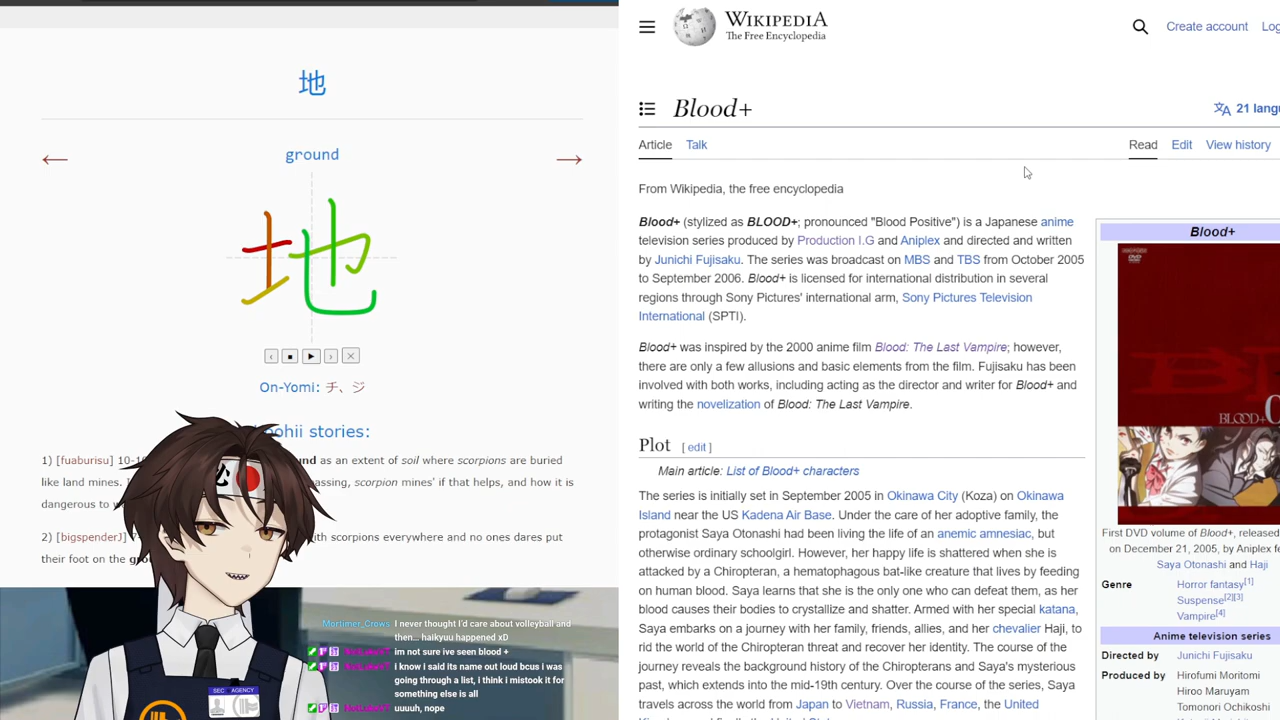 地
ground
地
On-Yomi: チ、ジ
oohii stories:
1) [fuaburisu] 10-1 nd as an extent of soil where scorpions are buried
like land mines. passing, scorpion mines' if that helps, and how it is
dangerous to
2) [bigspender] 7- ith scorpions everywhere and no ones dares put
their foot on the gro
SEC AGENCY
Mortimer_Crows I never thought I'd care about volleyball and
then... haikyuu happened xD
im not sure ive seen blood +
i know i said its name out loud bcus i was
going through a list, i think i mistook it for
something else is all
uuuuh, nope
WIKIPEDIA
The Free Encyclopedia
Create account Log
Blood+
21 lang
Article Talk Read Edit View history
From Wikipedia, the free encyclopedia
Blood+ (stylized as BLOOD+; pronounced "Blood Positive") is a Japanese anime
television series produced by Production I.G and Aniplex and directed and written
by Junichi Fujisaku. The series was broadcast on MBS and TBS from October 2005
to September 2006. Blood+ is licensed for international distribution in several
regions through Sony Pictures' international arm, Sony Pictures Television
International (SPTI).
Blood+ was inspired by the 2000 anime film Blood: The Last Vampire; however,
there are only a few allusions and basic elements from the film. Fujisaku has been
involved with both works, including acting as the director and writer for Blood+ and
writing the novelization of Blood: The Last Vampire.
Plot [ edit ]
Main article: List of Blood+ characters
The series is initially set in September 2005 in Okinawa City (Koza) on Okinawa
Island near the US Kadena Air Base. Under the care of her adoptive family, the
protagonist Saya Otonashi had been living the life of an anemic amnesiac, but
otherwise ordinary schoolgirl. However, her happy life is shattered when she is
attacked by a Chiropteran, a hematophagous bat-like creature that lives by feeding
on human blood. Saya learns that she is the only one who can defeat them, as her
blood causes their bodies to crystallize and shatter. Armed with her special katana,
Saya embarks on a journey with her family, friends, allies, and her chevalier Haji, to
rid the world of the Chiropteran threat and recover her identity. The course of the
journey reveals the background history of the Chiropterans and Saya's mysterious
past, which extends into the mid-19th century. Over the course of the series, Saya
travels across the world from Japan to Vietnam, Russia, France, the United
Blood+
DVD
BLOOD+
First DVD volume of Blood+, released
on December 21, 2005, by Aniplex fe
Saya Otonashi and Haji
Genre Horror fantasy[1]
Suspense[2][3]
Vampire[4]
Anime television series
Directed by Junichi Fujisaku
Produced by Hirofumi Moritomi
Hiroo Maruyam
Tomonori Ochikoshi